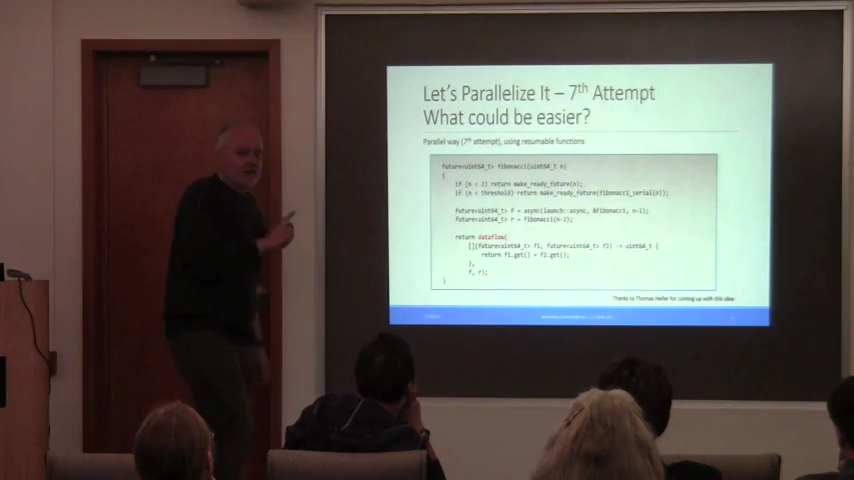 Let's Parallelize It – 7th Attempt
What could be easier?
Parallel way (7th attempt), using resumable functions
future<uint64_t> fibonacci(uint64_t n)
{
if (n < 2) return make_ready_future(n);
if (n < threshold) return make_ready_future(fibonacci_serial(n));
future<uint64_t> f = async(launch::async, &fibonacci, n-1);
future<uint64_t> r = fibonacci(n-2);
return dataflow(
[](future<uint64_t> f1, future<uint64_t> f2) -> uint64_t {
return f1.get() + f2.get();
},
f, r);
}
Thanks to Thomas Heller for coming up with this idea